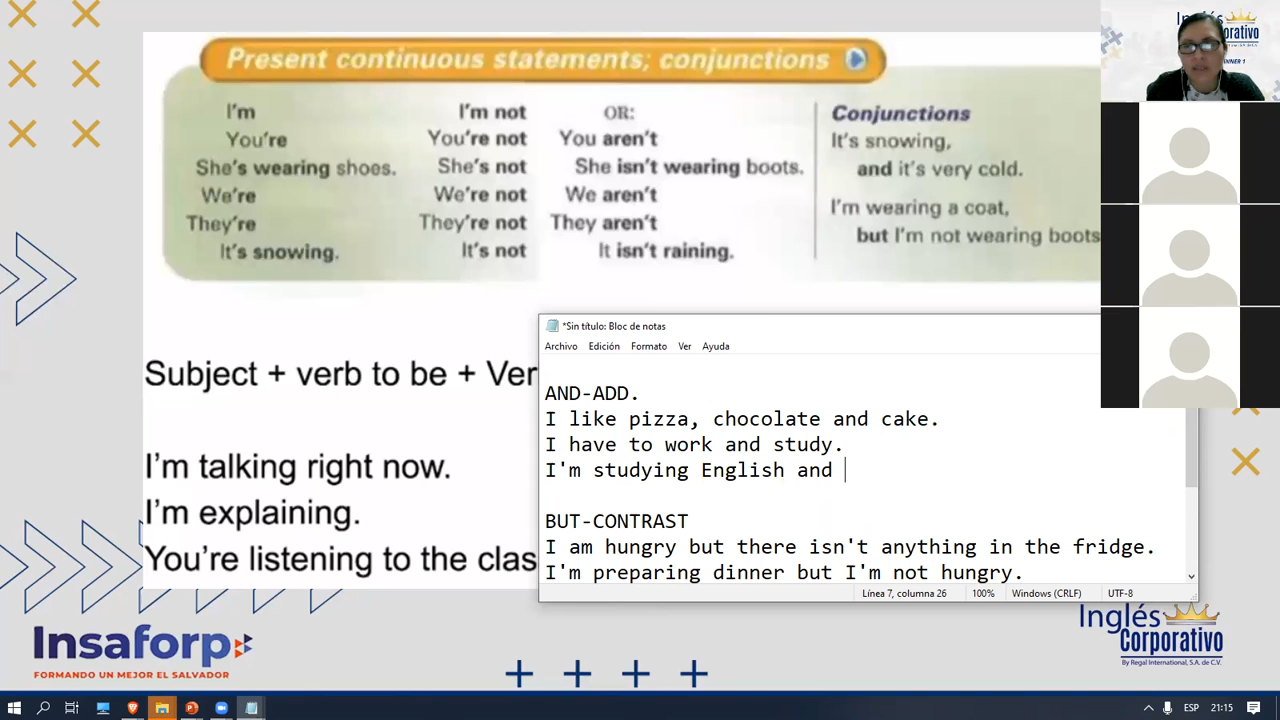 Present continuous statements; conjunctions
I'm I'm not OR:
You're You're not You aren't
She's wearing shoes. She's not She isn't wearing boots.
We're We're not We aren't
They're They're not They aren't
It's snowing. It's not It isn't raining.
Conjunctions
It's snowing,
and it's very cold.
I'm wearing a coat,
but I'm not wearing boots
Subject + verb to be + Ver
I'm talking right now.
I'm explaining.
You're listening to the clas
*Sin título: Bloc de notas
Archivo Edición Formato Ver Ayuda
AND-ADD.
I like pizza, chocolate and cake.
I have to work and study.
I'm studying English and
BUT-CONTRAST
I am hungry but there isn't anything in the fridge.
I'm preparing dinner but I'm not hungry.
Línea 7, columna 26 100% Windows (CRLF) UTF-8
Insaforp
FORMANDO UN MEJOR EL SALVADOR
Inglés
Corporativo
By Regal International, S.A. de C.V.
ESP 21:15